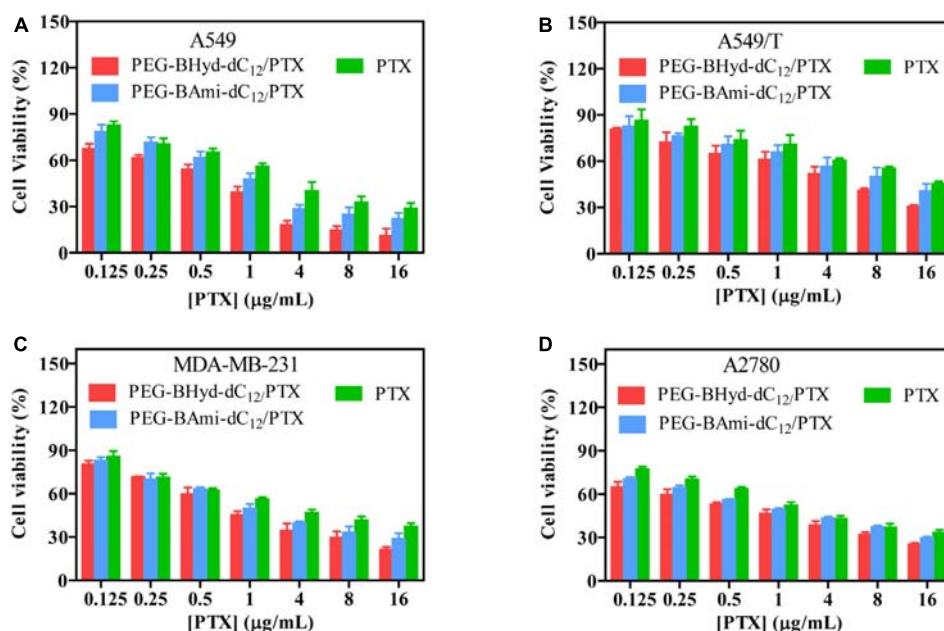 A
A549
PEG-BHyd-dC12/PTX
PTX
PEG-BAmi-dC12/PTX
Cell Viability (%)
150
120
90
60
30
0
0.125 0.25 0.5 1 4 8 16
[PTX] (μg/mL)
B
A549/T
PEG-BHyd-dC12/PTX
PTX
PEG-BAmi-dC12/PTX
Cell Viability (%)
150
120
90
60
30
0
0.125 0.25 0.5 1 4 8 16
[PTX] (μg/mL)
C
MDA-MB-231
PEG-BHyd-dC12/PTX
PTX
PEG-BAmi-dC12/PTX
Cell viability (%)
150
120
90
60
30
0
0.125 0.25 0.5 1 4 8 16
[PTX] (μg/mL)
D
A2780
PEG-BHyd-dC12/PTX
PTX
PEG-BAmi-dC12/PTX
Cell viability (%)
150
120
90
60
30
0
0.125 0.25 0.5 1 4 8 16
[PTX] (μg/mL)